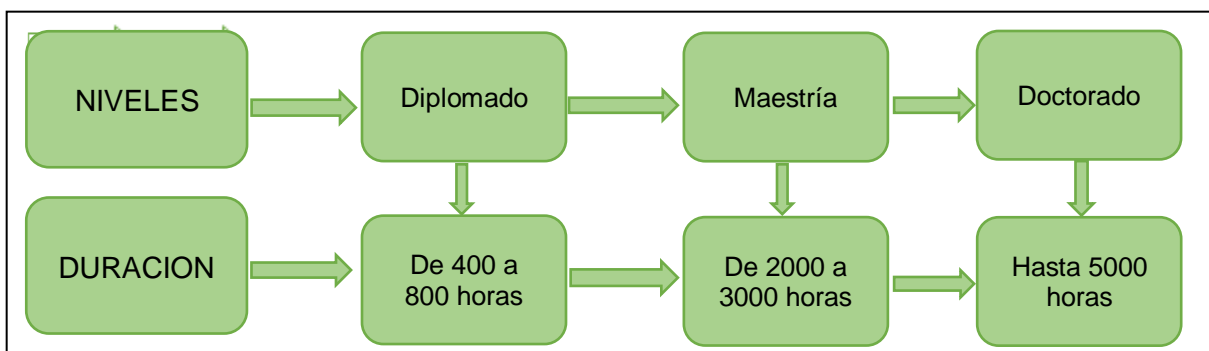 NIVELES
Diplomado
Maestría
Doctorado
DURACION
De 400 a
800 horas
De 2000 a
3000 horas
Hasta 5000
horas